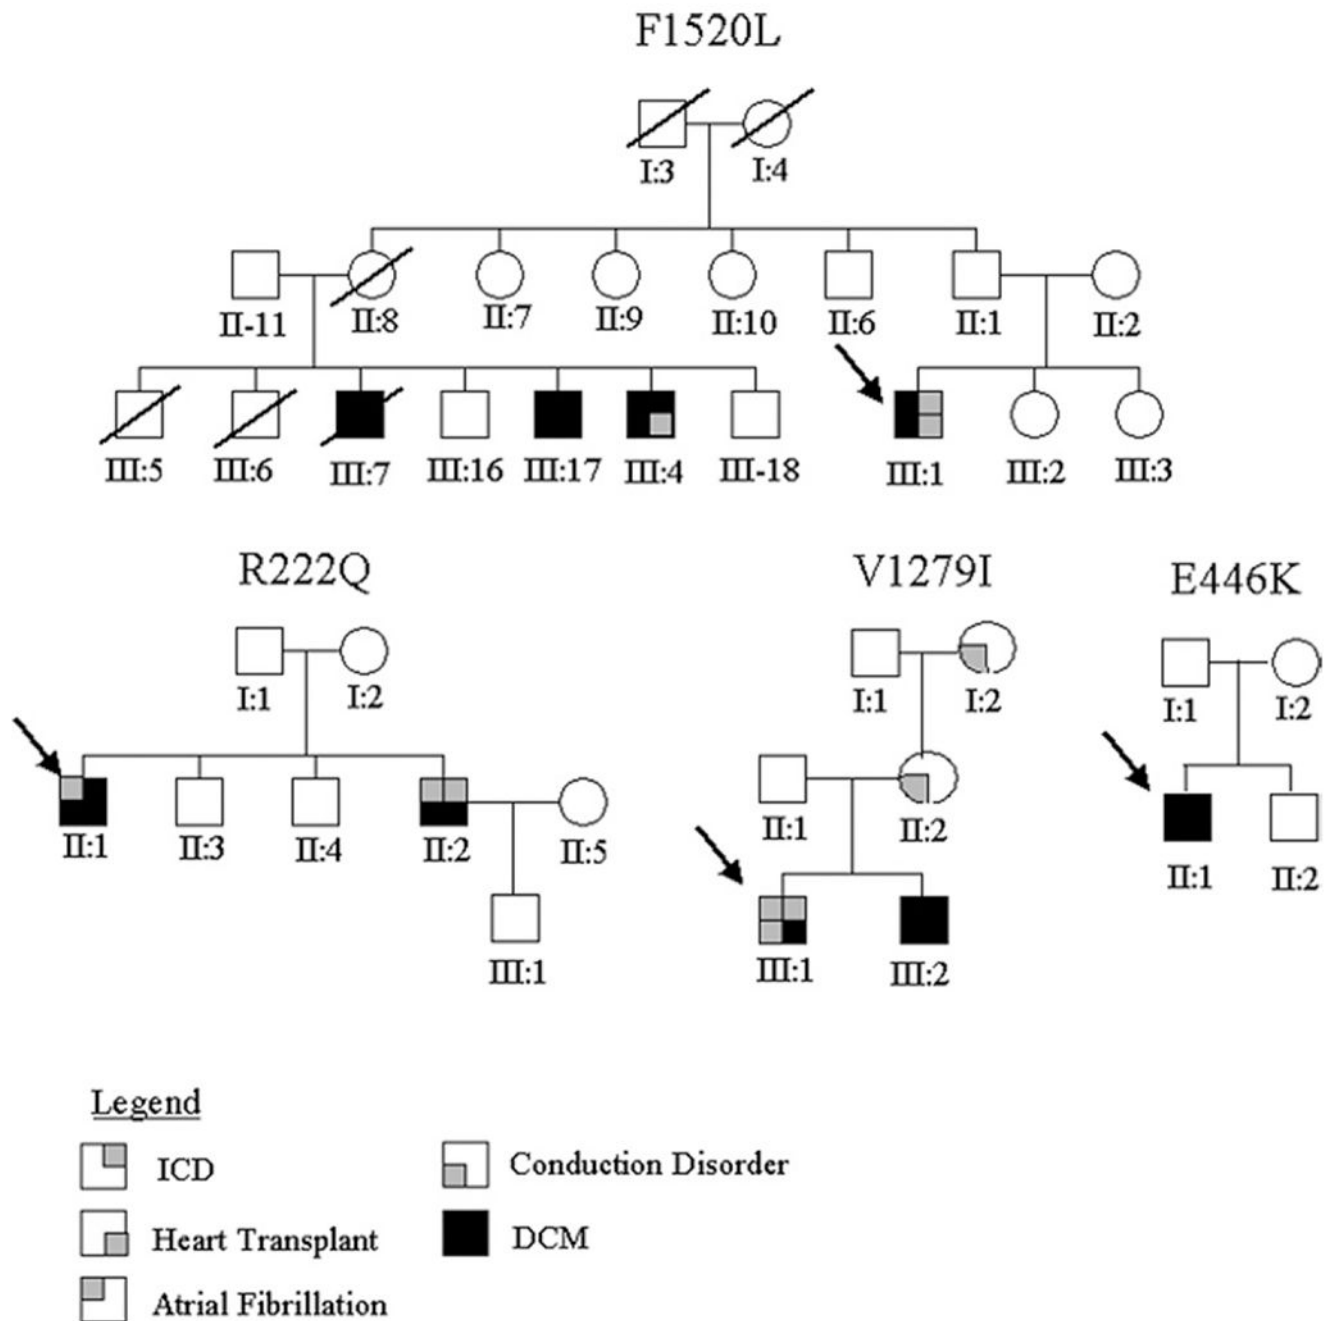 F1520L
I:3 I:4
II-11 II:8 II:7 II:9 II:10 II:6 II:1 II:2
III:5 III:6 III:7 III:16 III:17 III:4 III-18 III:1 III:2 III:3
R222Q V1279I E446K
I:1 I:2 I:1 I:2 I:1 I:2
II:1 II:3 II:4 II:2 II:5 II:1 II:2 II:1 II:2
III:1 III:1 III:2
Legend
ICD Conduction Disorder
Heart Transplant DCM
Atrial Fibrillation